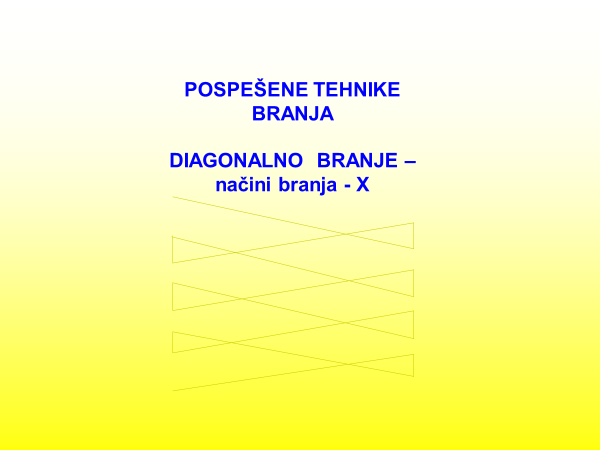 POSPEŠENE TEHNIKE
BRANJA
DIAGONALNO BRANJE –
načini branja - X